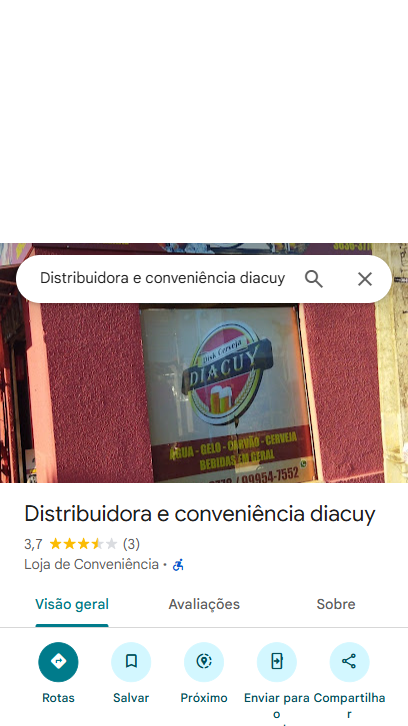 Distribuidora e conveniência diacuy
Disk Cerveja
DIACUY
ÁGUA - GELO - CARVÃO - CERVEJA
BEBIDAS EM GERAL
99954-7552
Distribuidora e conveniência diacuy
3,7 (3)
Loja de Conveniência ·
Visão geral Avaliações Sobre
Rotas Salvar Próximo Enviar para o Compartilhar